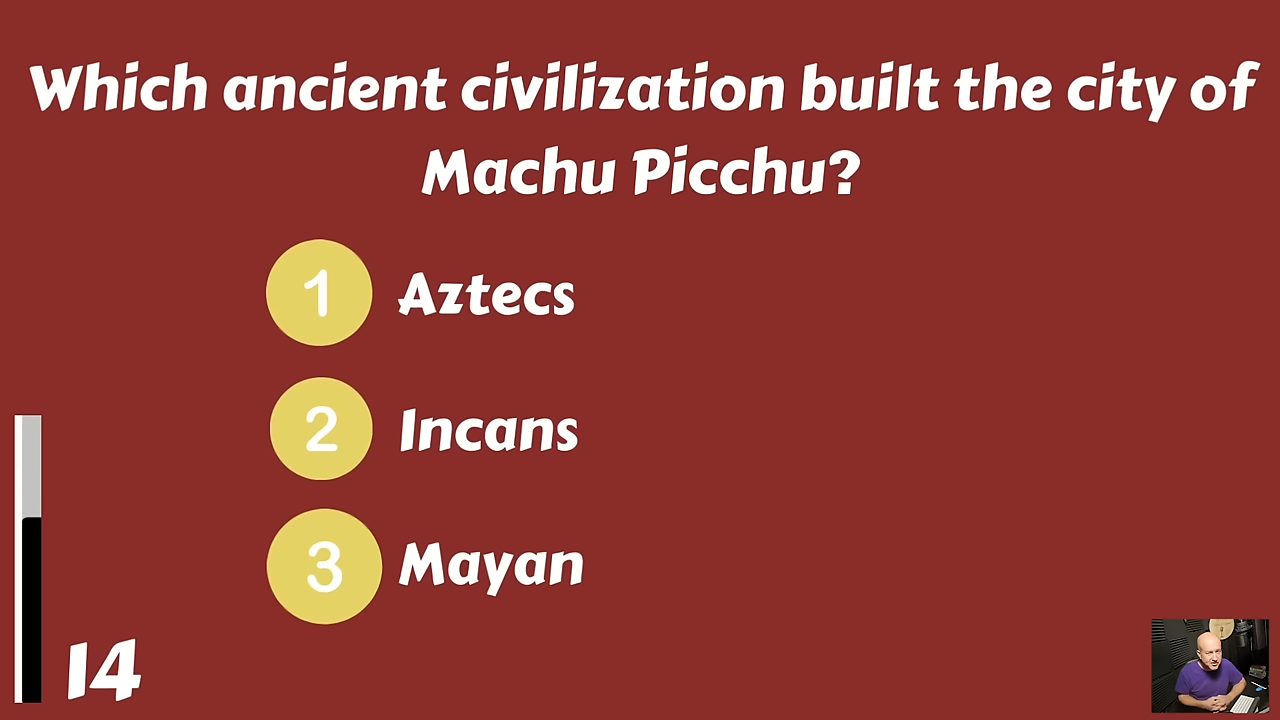 Which ancient civilization built the city of
Machu Picchu?
1 Aztecs
2 Incans
3 Mayan
14